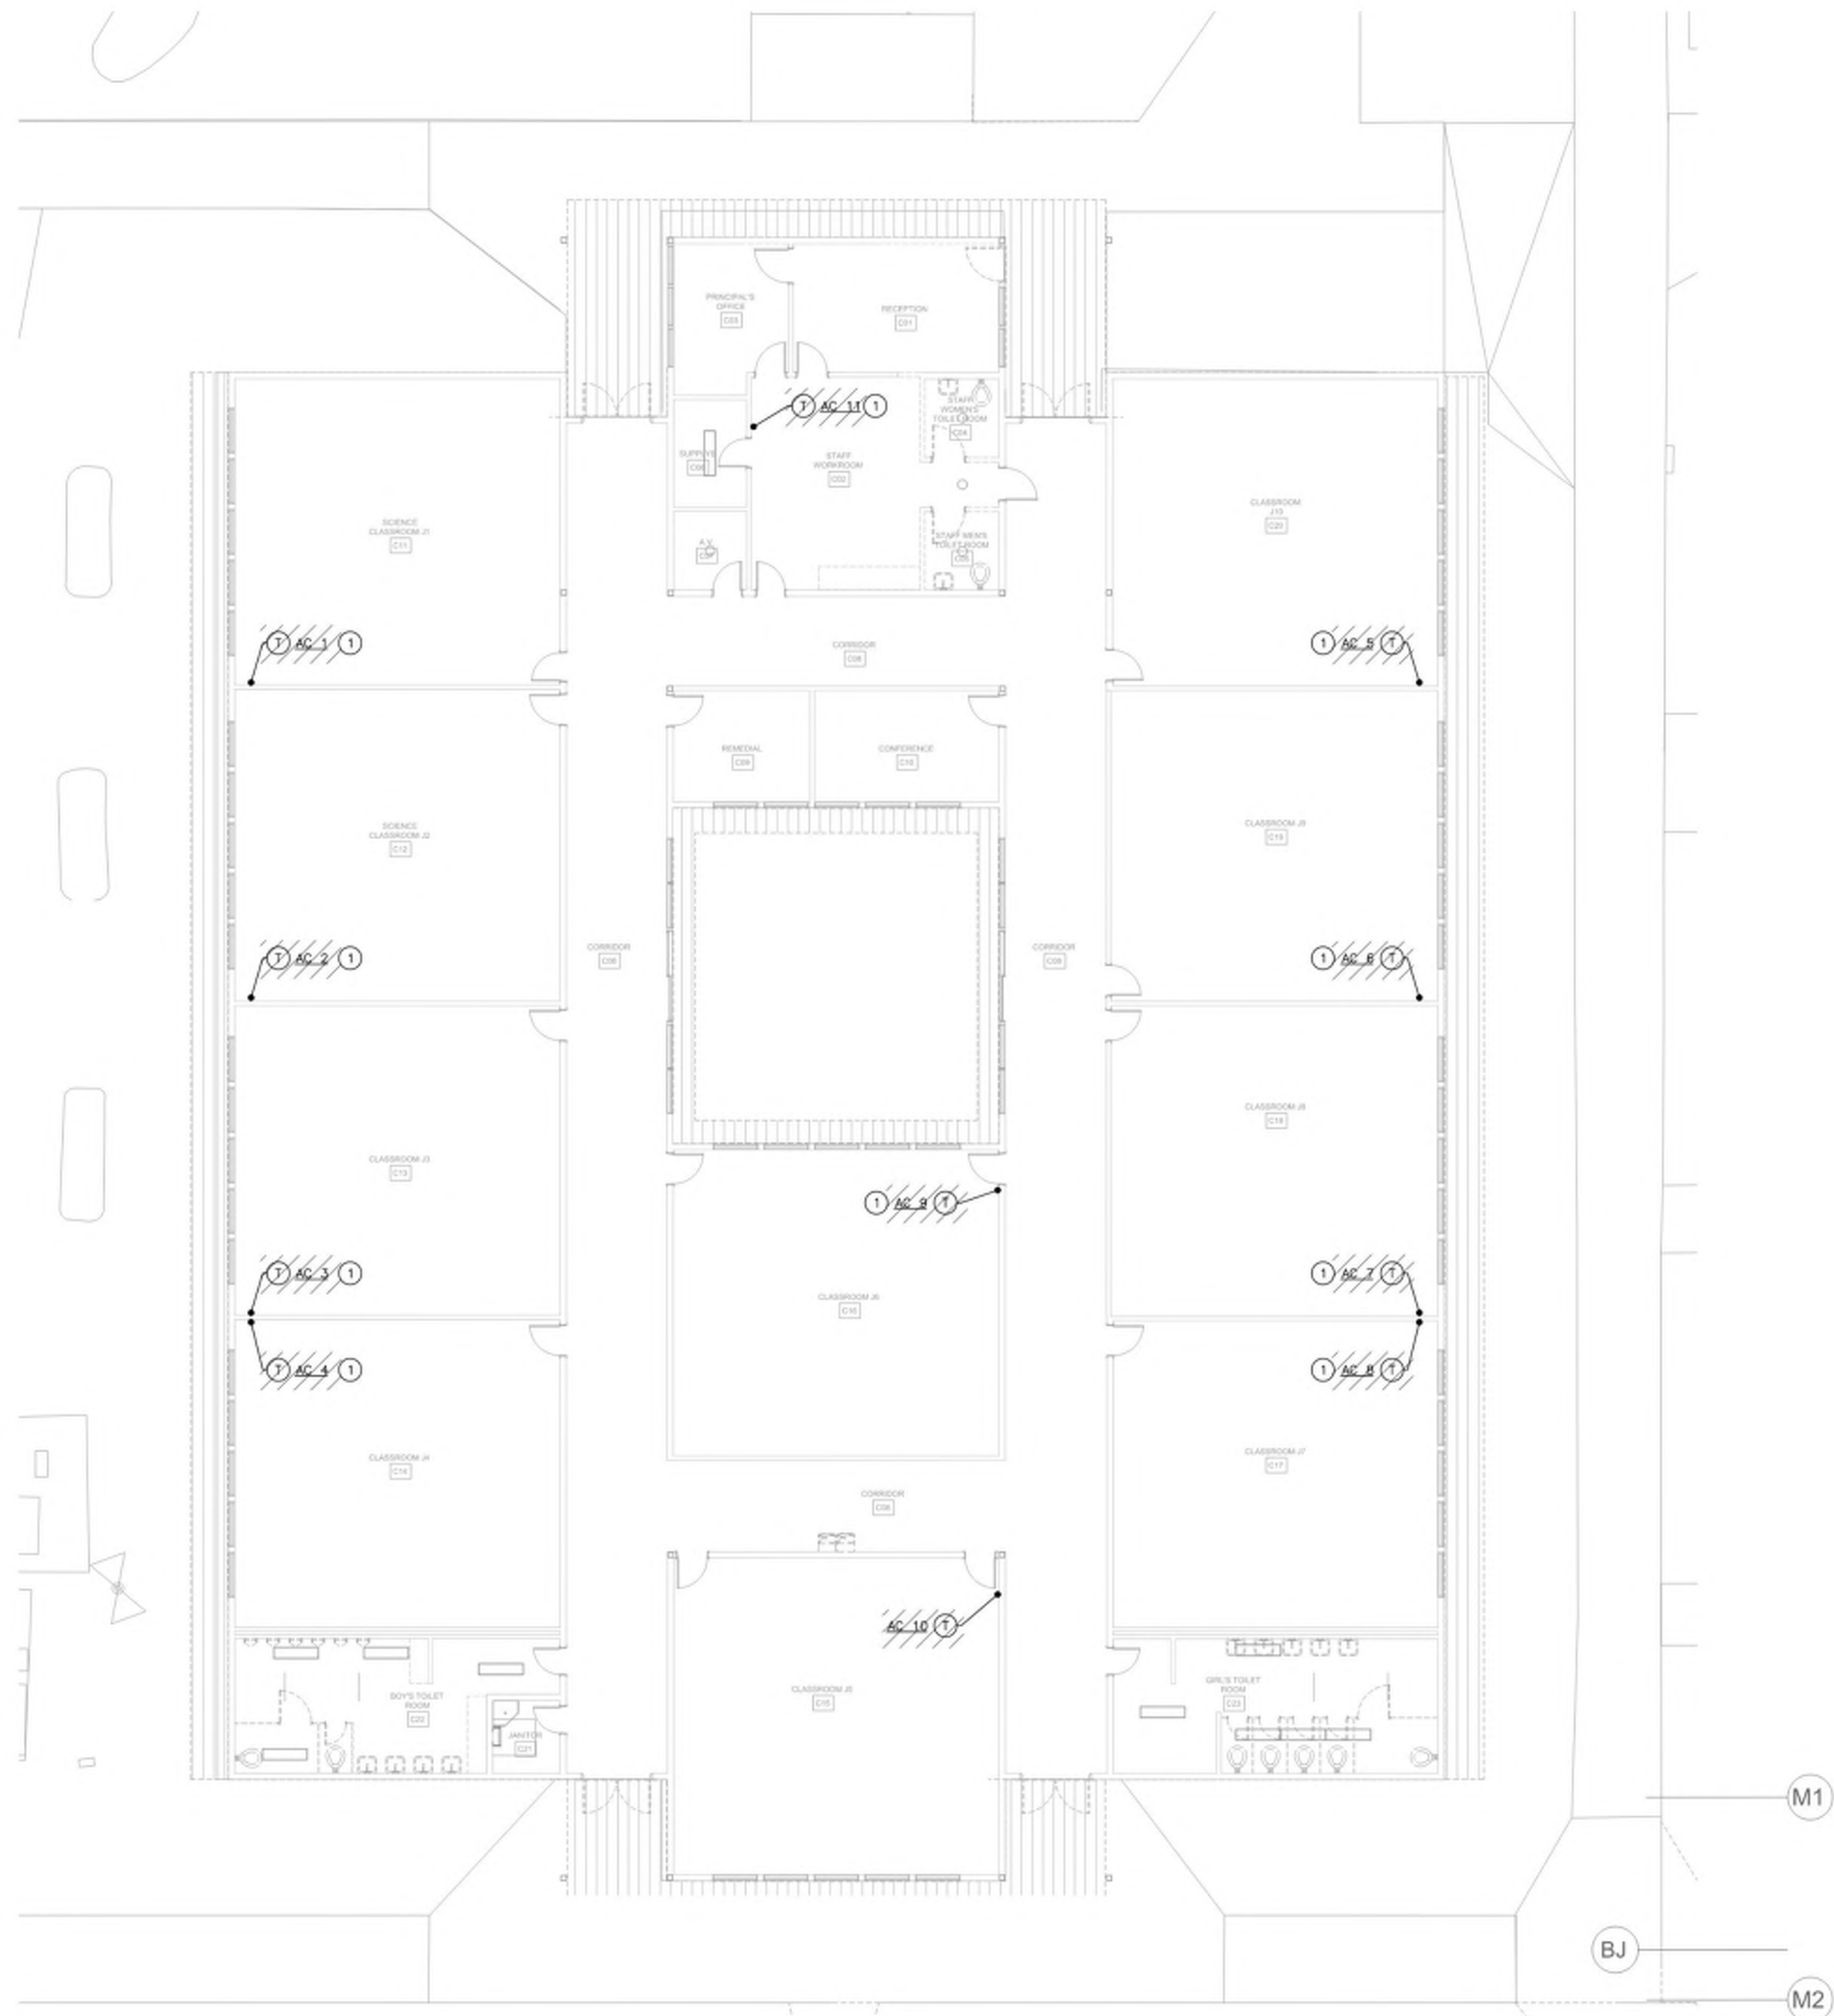 PRINCIPAL'S
OFFICE
C03
RECEPTION
C01
T AC 11 1
STAFF
WOMEN'S
TOILET ROOM
C04
SUPPLY
STAFF
WORKROOM
C02
A.V.
STAFF MEN'S
TOILET ROOM
C05
SCIENCE
CLASSROOM J1
C11
CLASSROOM
J10
C20
T AC 1 1
CORRIDOR
C08
1 AC 5 T
REMEDIAL
C09
CONFERENCE
C10
SCIENCE
CLASSROOM J2
C12
CLASSROOM J9
C19
T AC 2 1
CORRIDOR
CORRIDOR
1 AC 6 T
CLASSROOM J3
C13
CLASSROOM J8
C18
1 AC 9 T
T AC 3 1
CLASSROOM J6
C16
1 AC 7 T
T AC 4 1
1 AC 8 T
CLASSROOM J4
C14
CLASSROOM J7
C17
CORRIDOR
C08
AC 10 T
BOY'S TOILET
ROOM
C22
JANITOR
C21
CLASSROOM J5
C15
GIRL'S TOILET
ROOM
C23
M1
BJ
M2